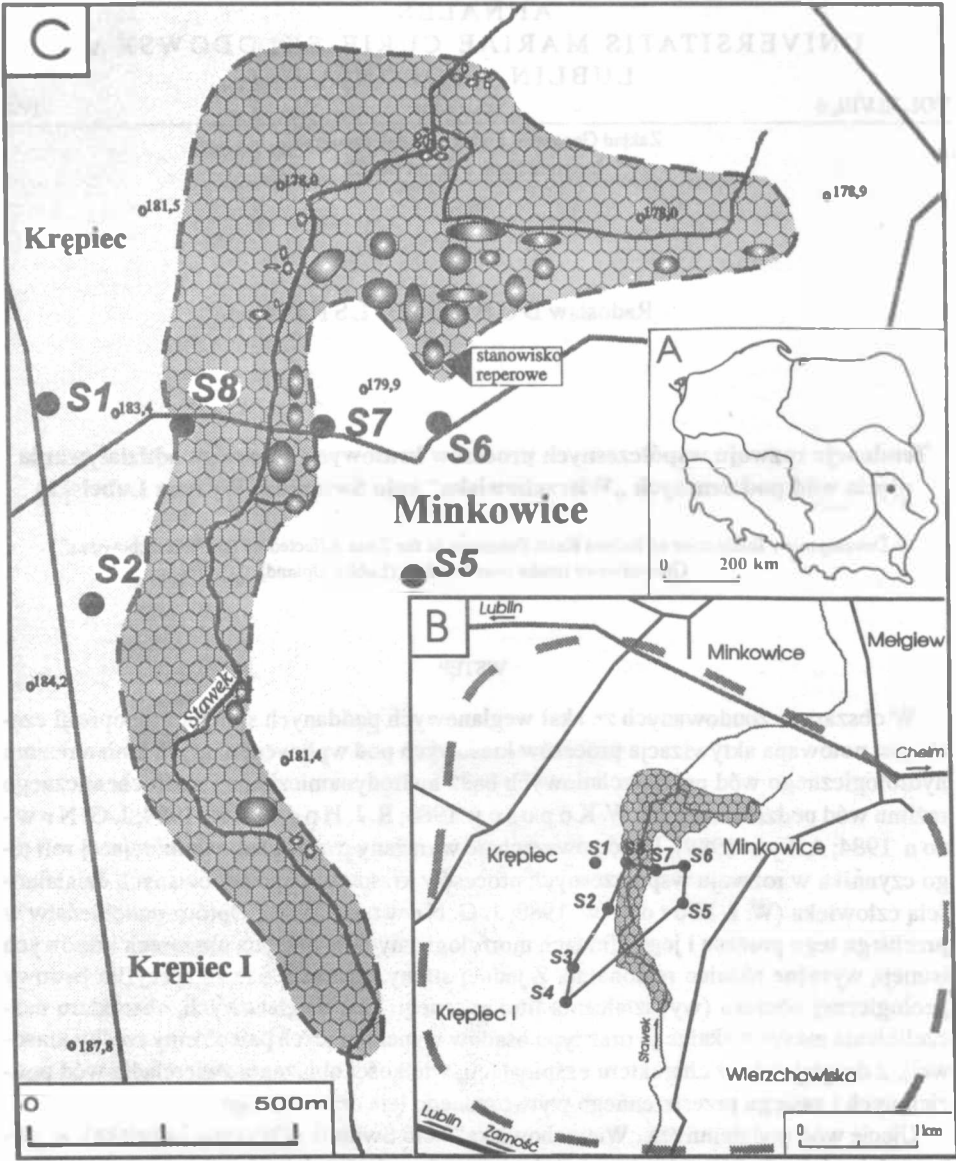 C
178,0
178,9
181,5
178,0
Krępiec
stanowisko
reperowe
A
179,9
S1
183,4
S8
S7
S6
Minkowice
0 200 km
S2
S5
184,2
Sławek
181,4
Krępiec I
187,8
0 500m
B
Lublin
Minkowice
Mełgiew
Chełm
Krępiec
S1
S8
S7
S6
Minkowice
S2
S5
S3
S4
Krępiec I
Sławek
Wierzchowiska
Lublin
Zamość
0 1km